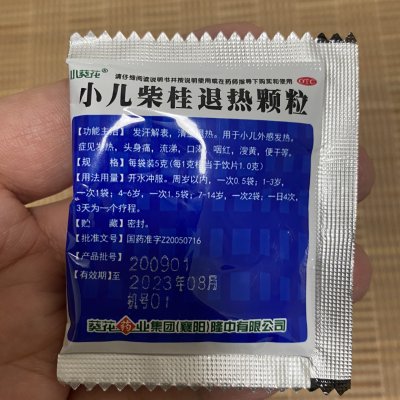 小葵花®
请仔细阅读说明书并按说明使用或在药师指导下购买和使用
OTC
小儿柴桂退热颗粒
【功能主治】 发汗解表，清里退热。用于小儿外感发热。
症见发热，头身痛，流涕，口渴，咽红，溲黄，便干等。
【规 格】 每袋装5克(每1克相当于饮片1.0克)
【用法用量】 开水冲服。周岁以内，一次0.5袋；1-3岁，
一次1袋；4-6岁，一次1.5袋；7-14岁，一次2袋；一日4次，
3天为一个疗程。
【贮 藏】 密封。
【批准文号】 国药准字Z20050716
【产品批号】 200901
【有效期】至 2023年08月
机号01
葵花药业集团(襄阳)隆中有限公司